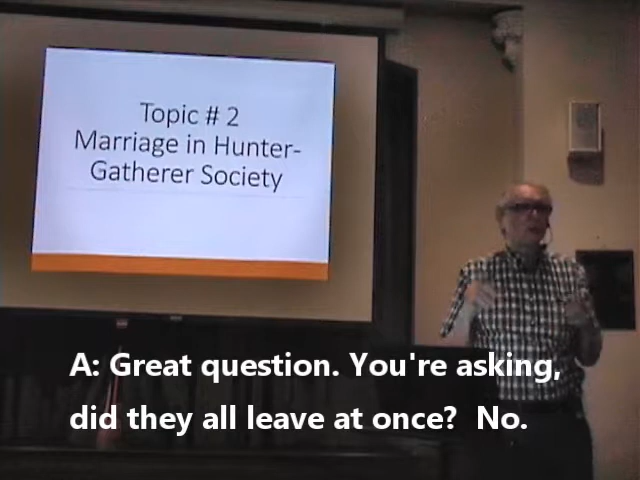 Topic # 2
Marriage in Hunter-
Gatherer Society
A: Great question. You're asking,
did they all leave at once?  No.